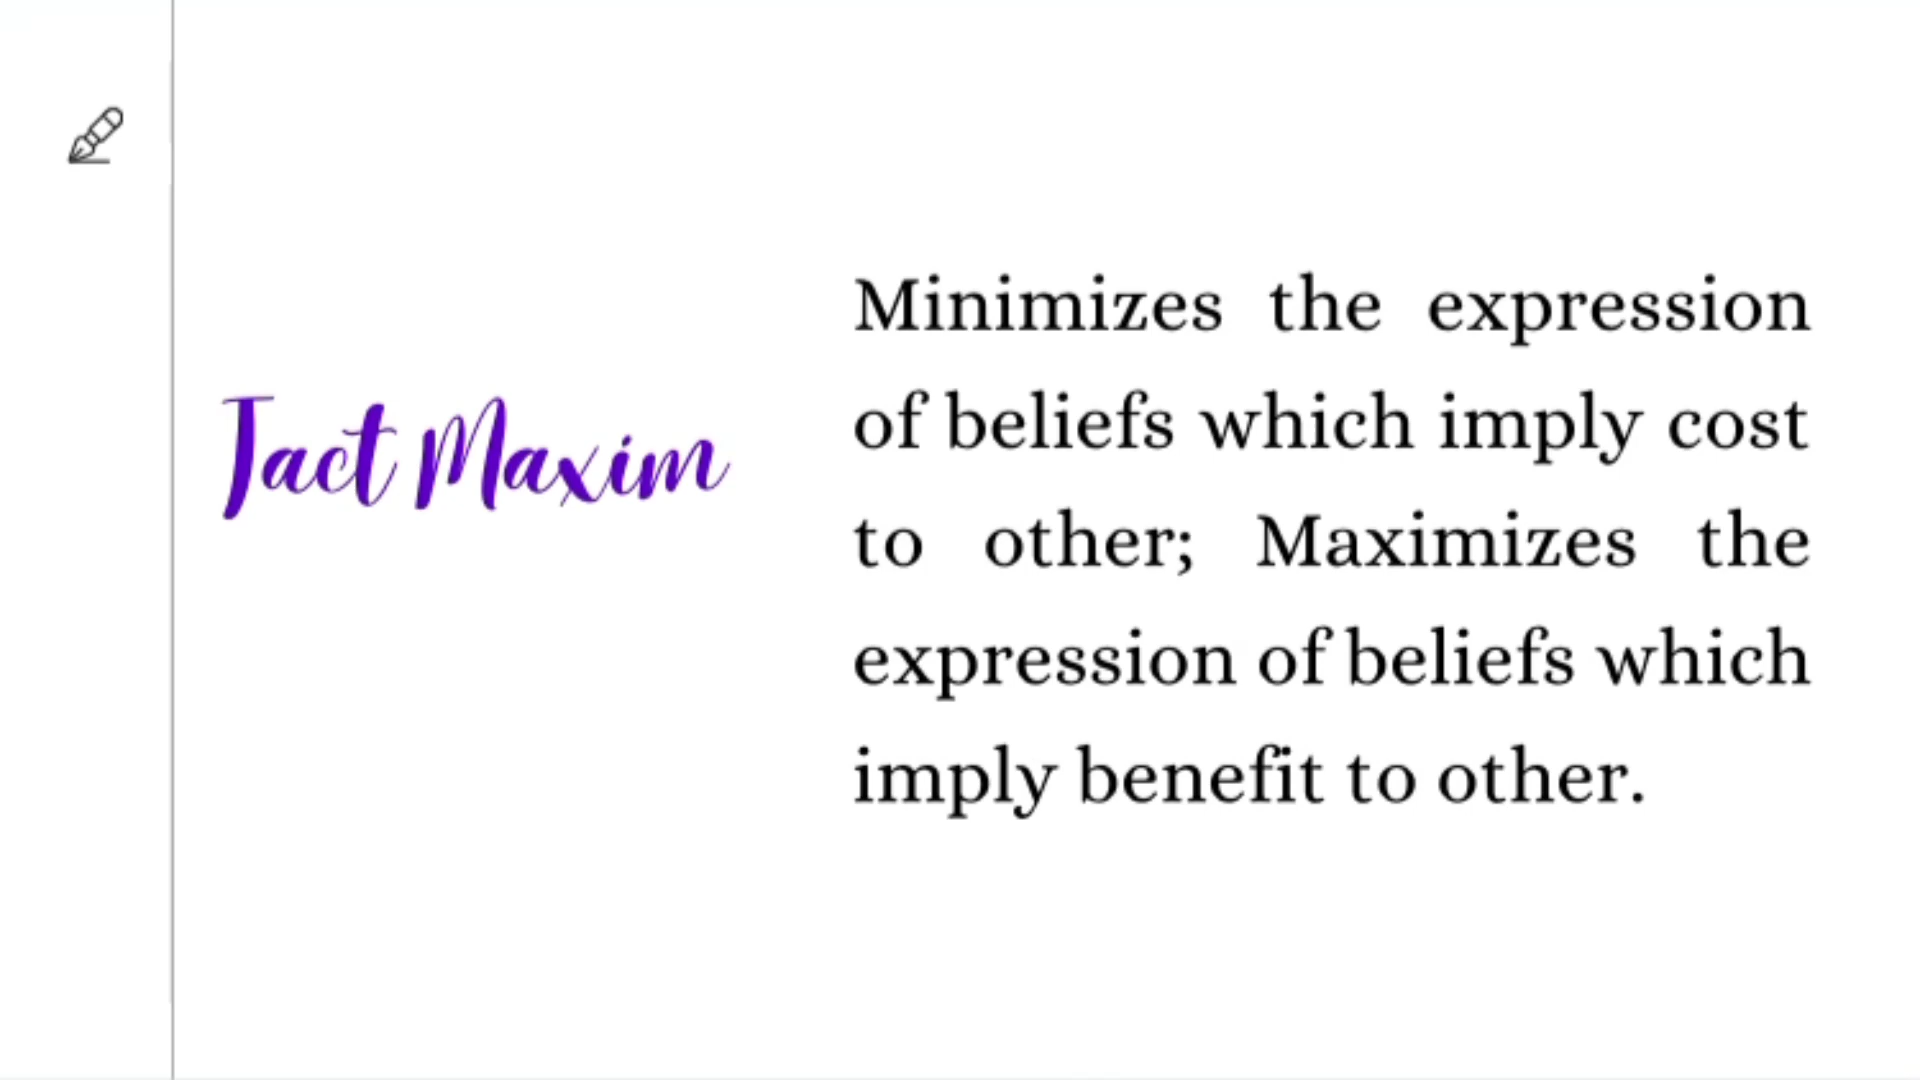 Tact Maxim
Minimizes the expression
of beliefs which imply cost
to other; Maximizes the
expression of beliefs which
imply benefit to other.